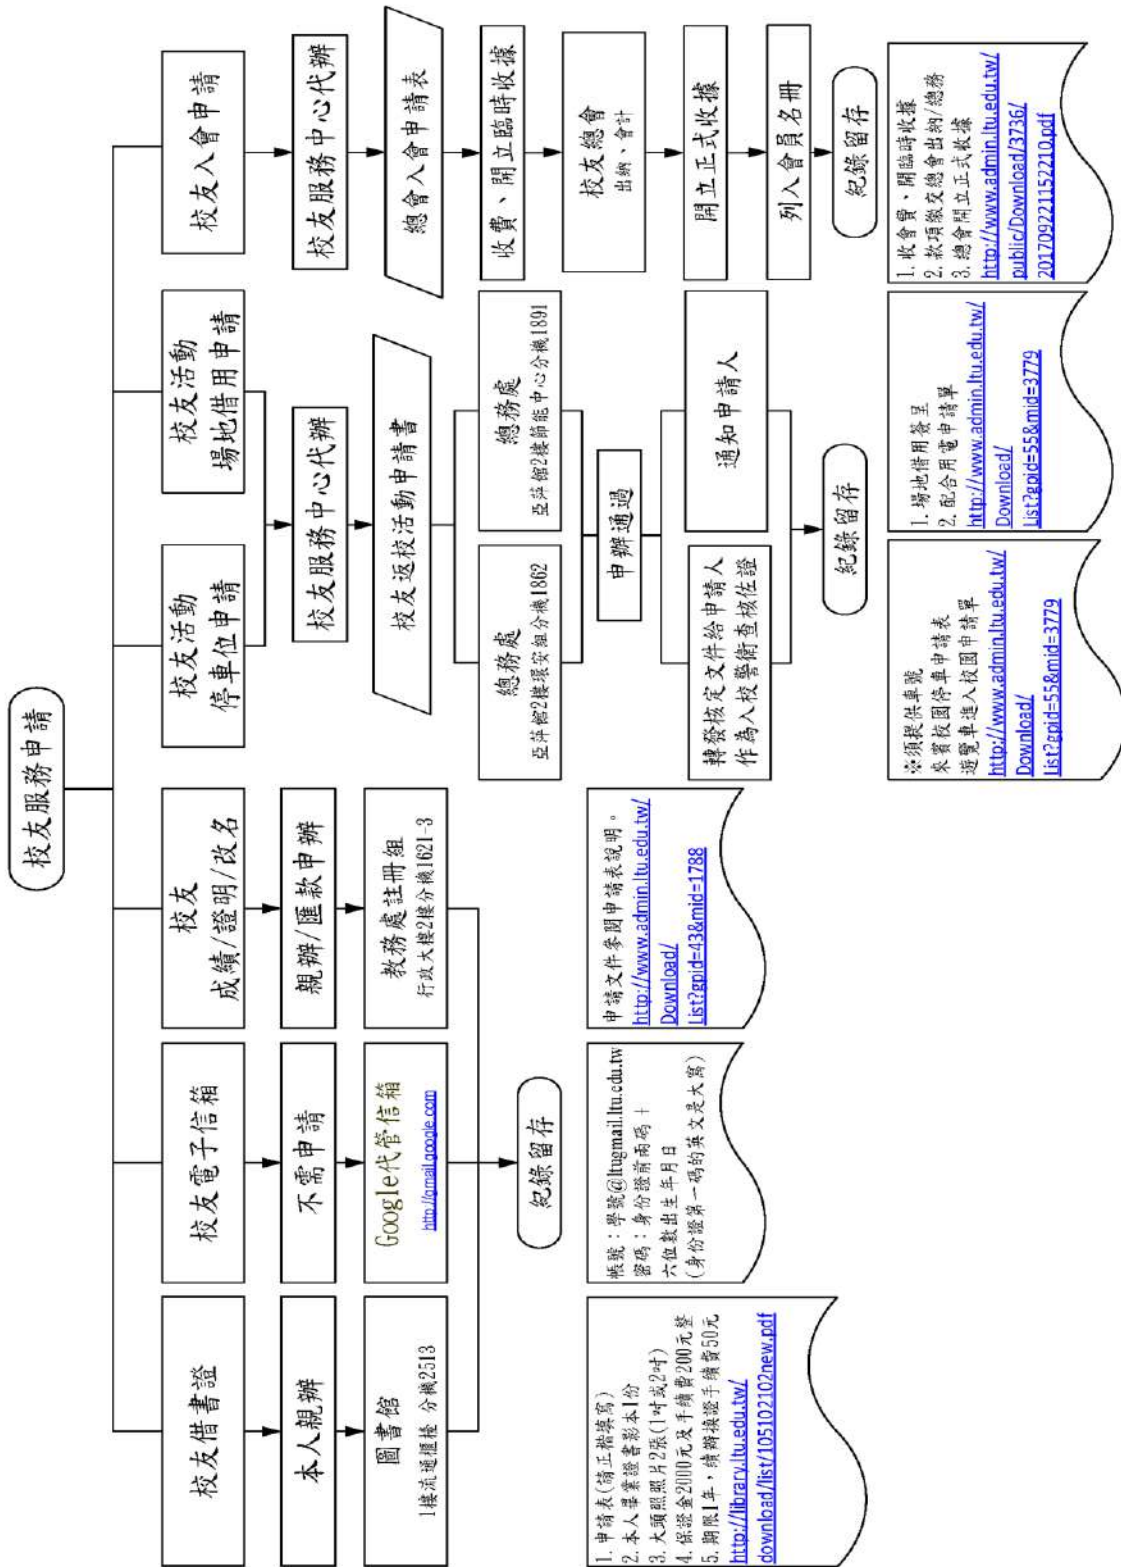 校友服務申請
校友借書證
校友電子信箱
校友
成績/證明/改名
校友活動
停車位申請
校友活動
場地借用申請
校友入會申請
本人親辦
不需申請
親辦/匯款申辦
校友服務中心代辦
校友服務中心代辦
圖書館
1樓流通櫃檯 分機2513
Google代管信箱
http://gmail.google.com
教務處註冊組
行政大樓2樓分機1621-3
校友返校活動申請書
總會入會申請表
紀錄留存
總務處
亞萍館2樓環安組分機1862
總務處
亞萍館2樓節能中心分機1891
收費、開立臨時收據
申辦通過
校友總會
出納、會計
轉發核定文件給申請人
作為入校警衛查核佐證
通知申請人
開立正式收據
列入會員名冊
紀錄留存
紀錄留存
1. 申請表(請正楷填寫)
2. 本人畢業證書影本1份
3. 大頭照照片2張(1吋或2吋)
4. 保證金2000元及手續費200元整
5. 期限1年，續辦換證手續費50元
http://library.ltu.edu.tw/
download/list/105102102new.pdf
帳號：學號@ltugmail.ltu.edu.tw
密碼：身份證前兩碼+
六位數出生年月日
(身份證第一碼的英文是大寫)
申請文件參閱申請表說明。
http://www.admin.ltu.edu.tw/
Download/
List?gpid=43&mid=1788
※須提供車號
來賓校園停車申請表
遊覽車進入校園申請單
http://www.admin.ltu.edu.tw/
Download/
List?gpid=55&mid=3779
1. 場地借用簽呈
2. 配合用電申請單
http://www.admin.ltu.edu.tw/
Download/
List?gpid=55&mid=3779
1. 收會費、開臨時收據
2. 款項繳交總會出納/總務
3. 總會開立正式收據
http://www.admin.ltu.edu.tw/
public/Download/3736/
20170922115​2210.pdf